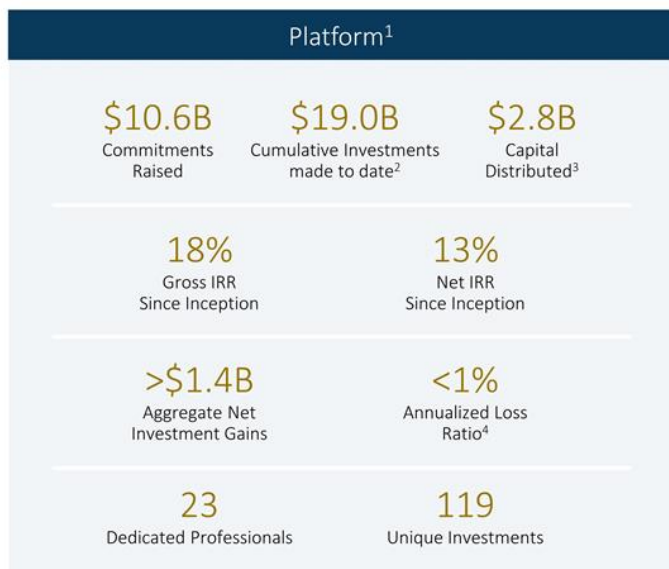 Platform¹
$10.6B $19.0B $2.8B
Commitments Cumulative Investments Capital
Raised made to date² Distributed³
18% 13%
Gross IRR Net IRR
Since Inception Since Inception
>$1.4B <1%
Aggregate Net Annualized Loss
Investment Gains Ratio⁴
23 119
Dedicated Professionals Unique Investments